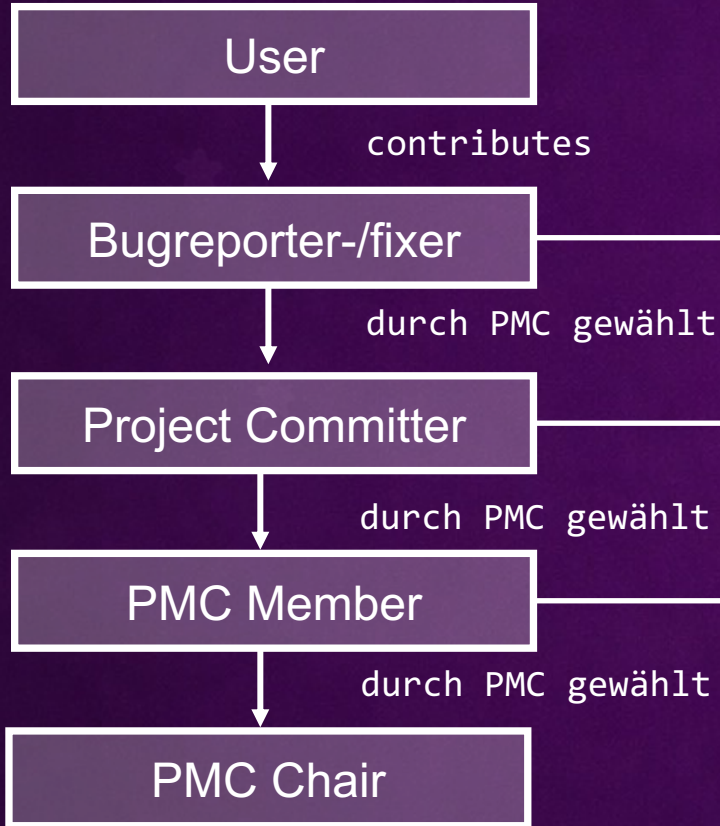 User
contributes
Bugreporter-/fixer
durch PMC gewählt
Project Committer
durch PMC gewählt
PMC Member
durch PMC gewählt
PMC Chair